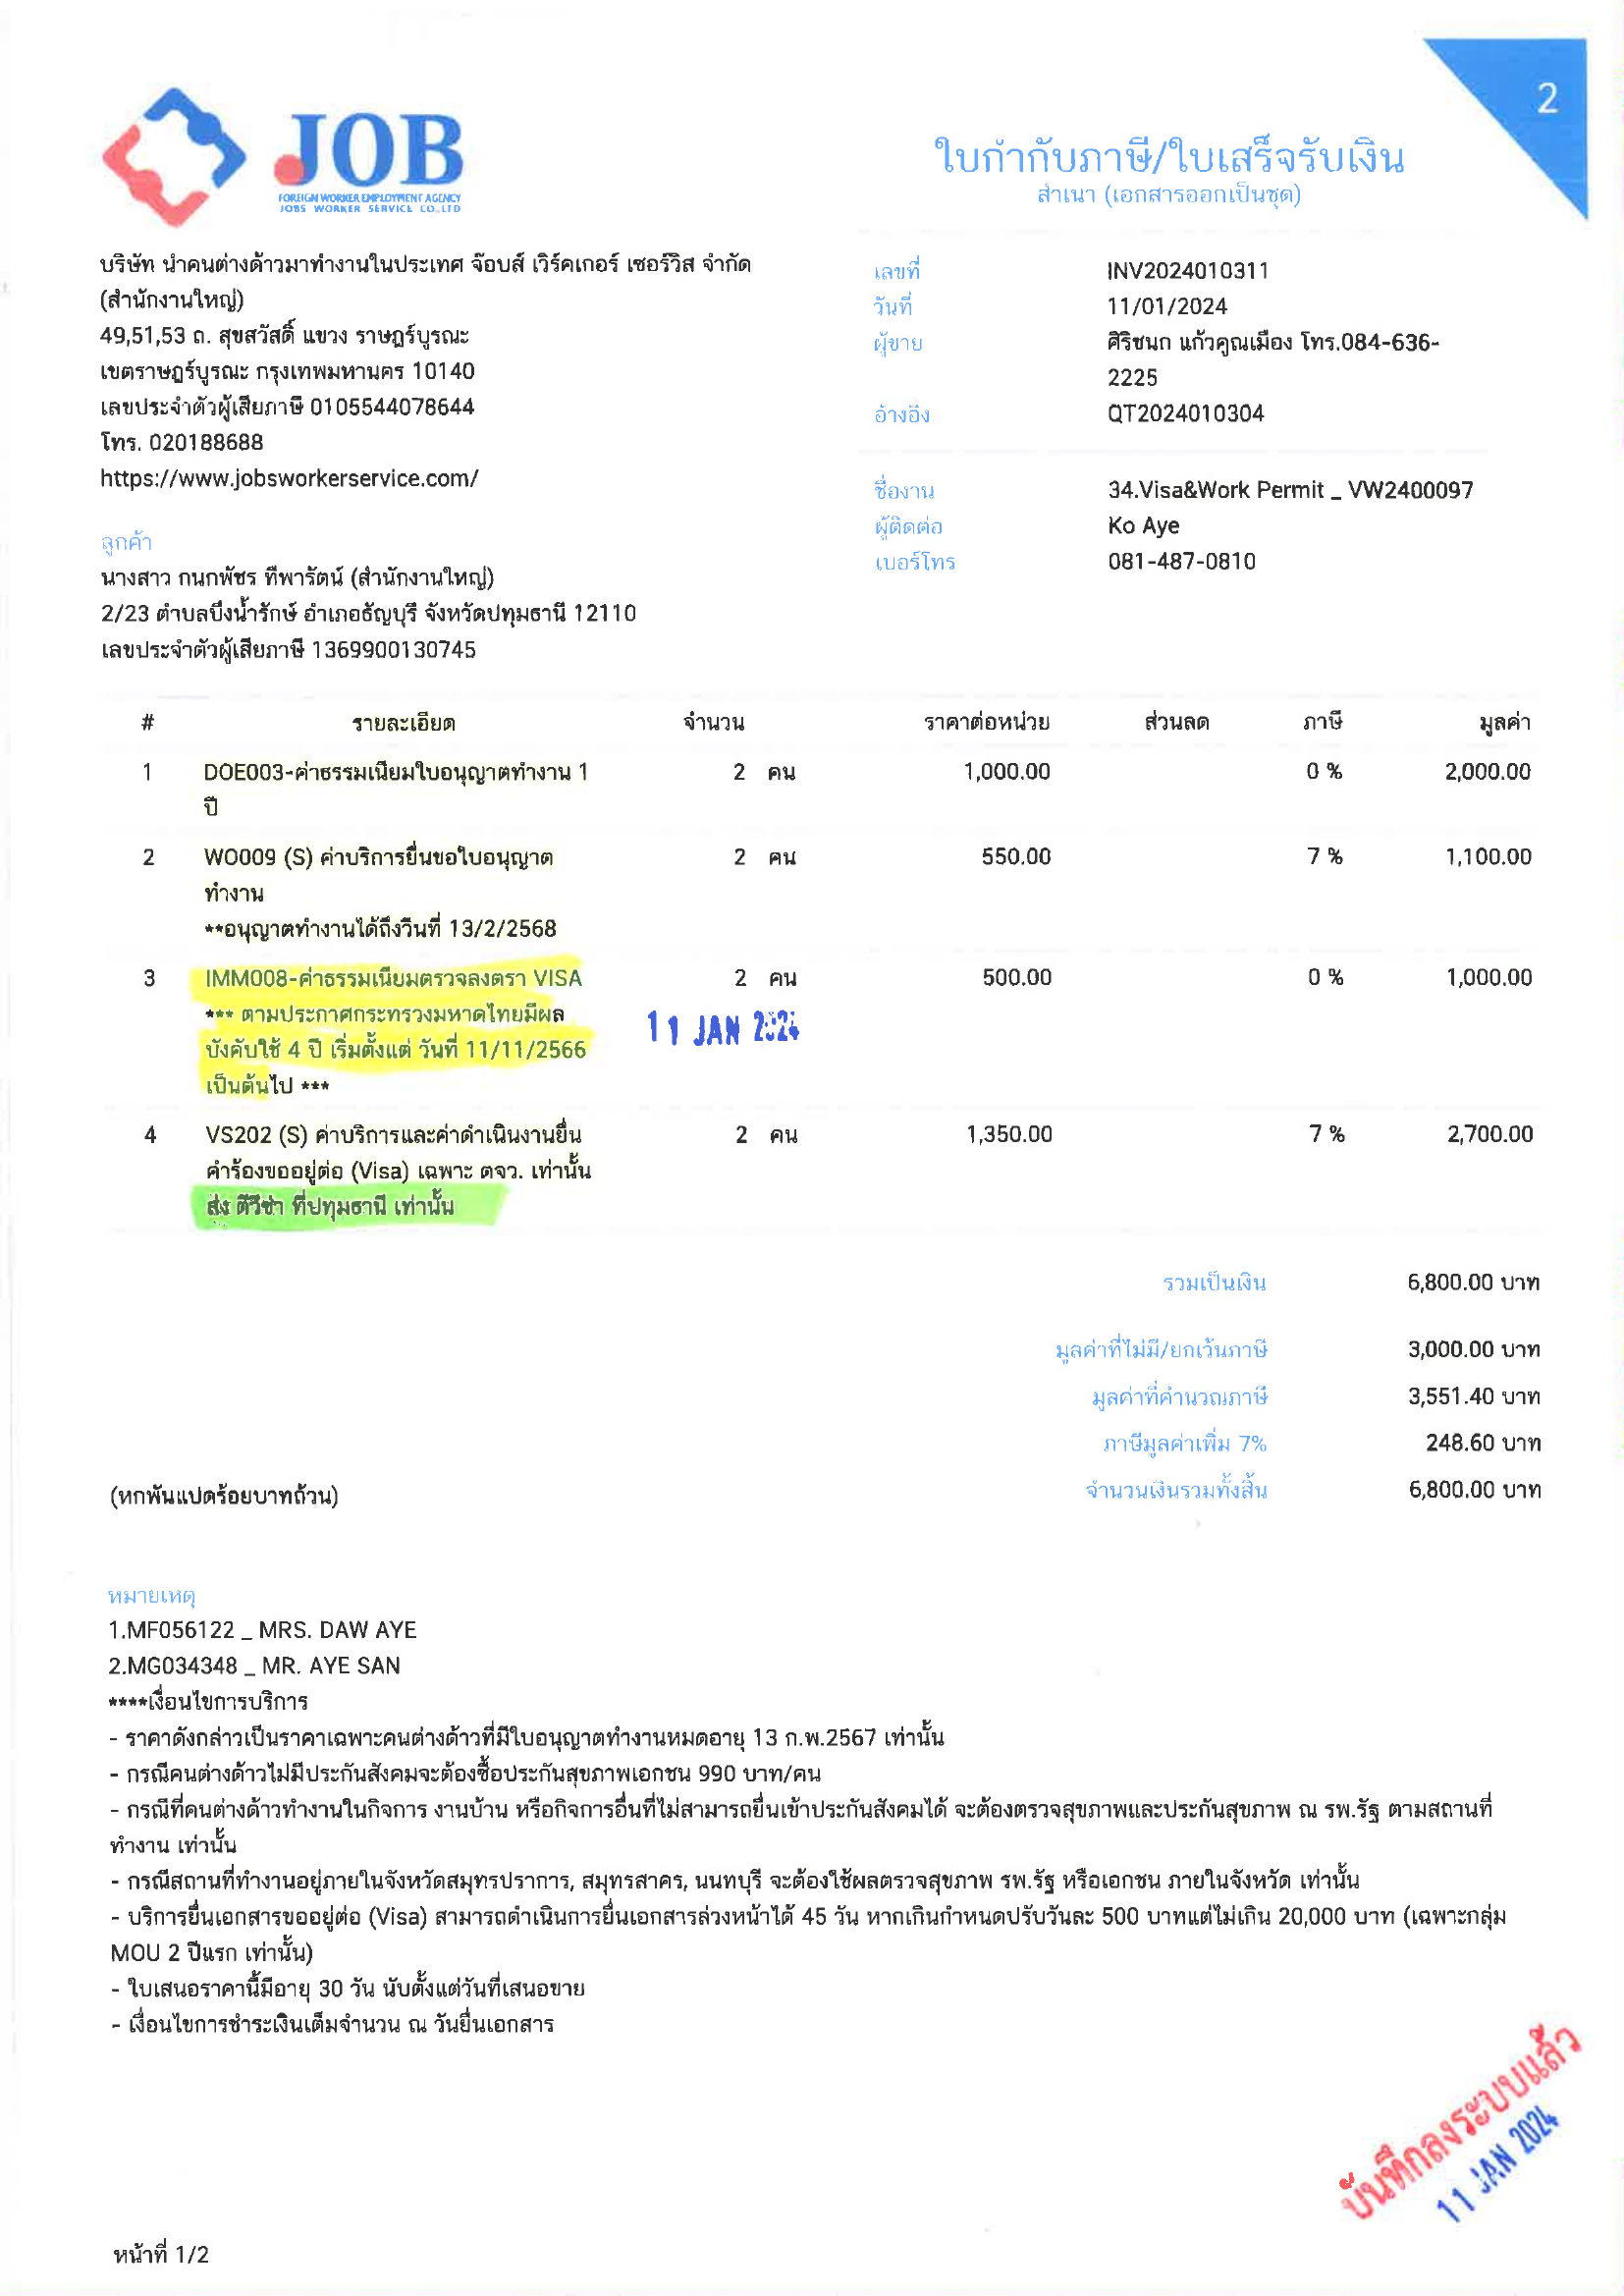 2
JOB
FOREIGN WORKER EMPLOYMENT AGENCY
JOBS WORKER SERVICE CO.,LTD
ใบกำกับภาษี/ใบเสร็จรับเงิน
สำเนา (เอกสารออกเป็นชุด)
บริษัท นำคนต่างด้าวมาทำงานในประเทศ จ๊อบส์ เวิร์คเกอร์ เซอร์วิส จำกัด
(สำนักงานใหญ่)
49,51,53 ถ. สุขสวัสดิ์ แขวง ราษฎร์บูรณะ
เขตราษฎร์บูรณะ กรุงเทพมหานคร 10140
เลขประจำตัวผู้เสียภาษี 0105544078644
โทร. 020188688
https://www.jobsworkerservice.com/
เลขที่ INV2024010311
วันที่ 11/01/2024
ผู้ขาย ศิริชนก แก้วคูณเมือง โทร.084-636-
2225
อ้างอิง QT2024010304
ชื่องาน 34.Visa&Work Permit _ VW2400097
ผู้ติดต่อ Ko Aye
เบอร์โทร 081-487-0810
ลูกค้า
นางสาว กนกพัชร ทีพารัตน์ (สำนักงานใหญ่)
2/23 ตำบลบึงน้ำรักษ์ อำเภอธัญบุรี จังหวัดปทุมธานี 12110
เลขประจำตัวผู้เสียภาษี 1369900130745
# รายละเอียด จำนวน ราคาต่อหน่วย ส่วนลด ภาษี มูลค่า
1 DOE003-ค่าธรรมเนียมใบอนุญาตทำงาน 1 2 คน 1,000.00 0 % 2,000.00
ปี
2 WO009 (S) ค่าบริการยื่นขอใบอนุญาต 2 คน 550.00 7 % 1,100.00
ทำงาน
**อนุญาตทำงานได้ถึงวันที่ 13/2/2568
3 IMM008-ค่าธรรมเนียมตรวจลงตรา VISA 2 คน 500.00 0 % 1,000.00
*** ตามประกาศกระทรวงมหาดไทยมีผล
11 JAN 2024
บังคับใช้ 4 ปี เริ่มตั้งแต่ วันที่ 11/11/2566
เป็นต้นไป ***
4 VS202 (S) ค่าบริการและค่าดำเนินงานยื่น 2 คน 1,350.00 7 % 2,700.00
คำร้องขออยู่ต่อ (Visa) เฉพาะ ตจว. เท่านั้น
ส่ง ตีวีซ่า ที่ปทุมธานี เท่านั้น
รวมเป็นเงิน 6,800.00 บาท
มูลค่าที่ไม่มี/ยกเว้นภาษี 3,000.00 บาท
มูลค่าที่คำนวณภาษี 3,551.40 บาท
ภาษีมูลค่าเพิ่ม 7% 248.60 บาท
(หกพันแปดร้อยบาทถ้วน) จำนวนเงินรวมทั้งสิ้น 6,800.00 บาท
หมายเหตุ
1.MF056122 _ MRS. DAW AYE
2.MG034348 _ MR. AYE SAN
****เงื่อนไขการบริการ
- ราคาดังกล่าวเป็นราคาเฉพาะคนต่างด้าวที่มีใบอนุญาตทำงานหมดอายุ 13 ก.พ.2567 เท่านั้น
- กรณีคนต่างด้าวไม่มีประกันสังคมจะต้องซื้อประกันสุขภาพเอกชน 990 บาท/คน
- กรณีที่คนต่างด้าวทำงานในกิจการ งานบ้าน หรือกิจการอื่นที่ไม่สามารถยื่นเข้าประกันสังคมได้ จะต้องตรวจสุขภาพและประกันสุขภาพ ณ รพ.รัฐ ตามสถานที่
ทำงาน เท่านั้น
- กรณีสถานที่ทำงานอยู่ภายในจังหวัดสมุทรปราการ, สมุทรสาคร, นนทบุรี จะต้องใช้ผลตรวจสุขภาพ รพ.รัฐ หรือเอกชน ภายในจังหวัด เท่านั้น
- บริการยื่นเอกสารขออยู่ต่อ (Visa) สามารถดำเนินการยื่นเอกสารล่วงหน้าได้ 45 วัน หากเกินกำหนดปรับวันละ 500 บาทแต่ไม่เกิน 20,000 บาท (เฉพาะกลุ่ม
MOU 2 ปีแรก เท่านั้น)
- ใบเสนอราคานี้มีอายุ 30 วัน นับตั้งแต่วันที่เสนอขาย
- เงื่อนไขการชำระเงินเต็มจำนวน ณ วันยื่นเอกสาร
บันทึกลงระบบแล้ว
11 JAN 2024
หน้าที่ 1/2